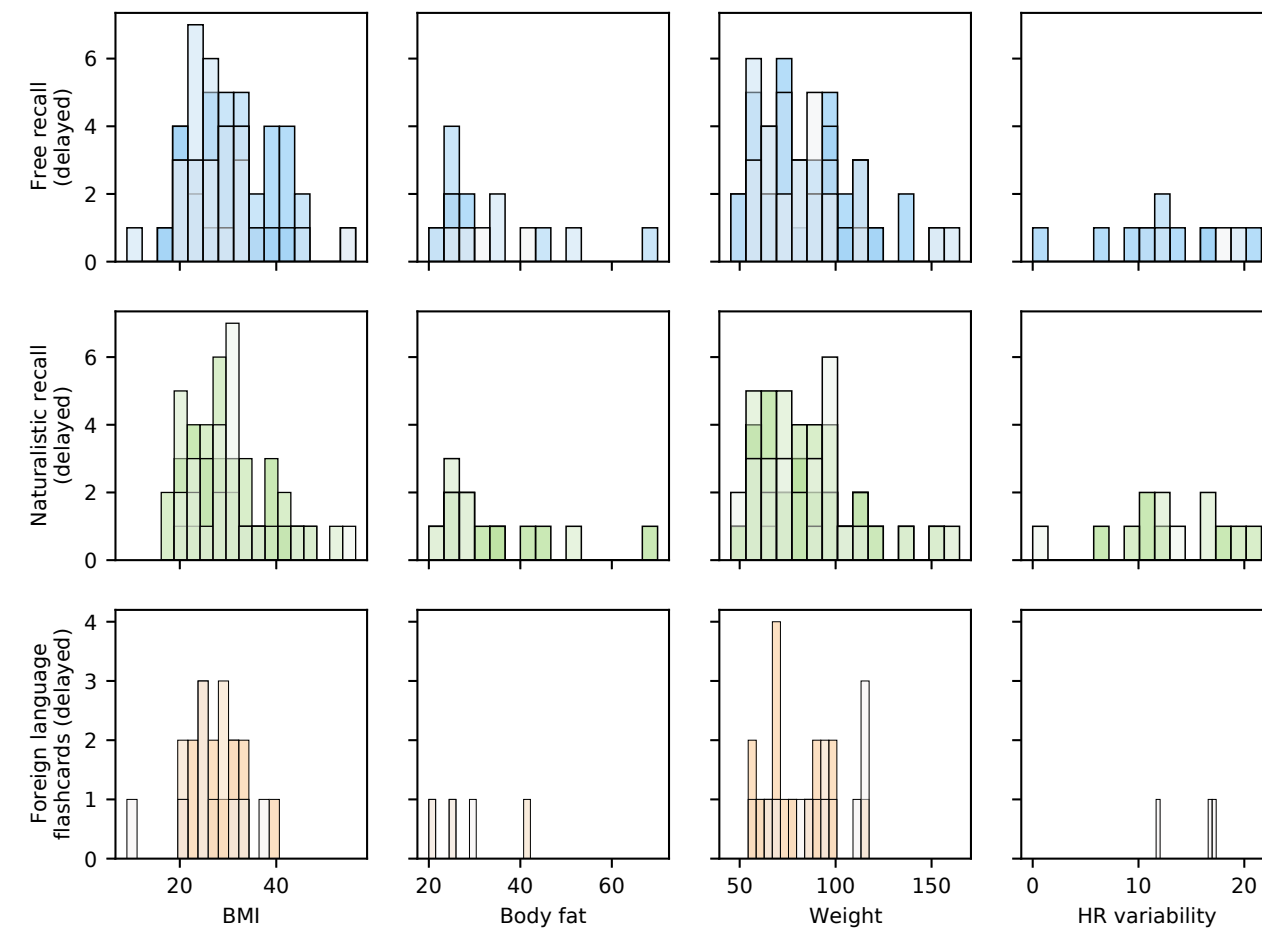 Free recall
(delayed)
0
2
4
6
Naturalistic recall
(delayed)
0
2
4
6
Foreign language
flashcards (delayed)
0
1
2
3
4
20 40
BMI
20 40 60
Body fat
50 100 150
Weight
0 10 20
HR variability